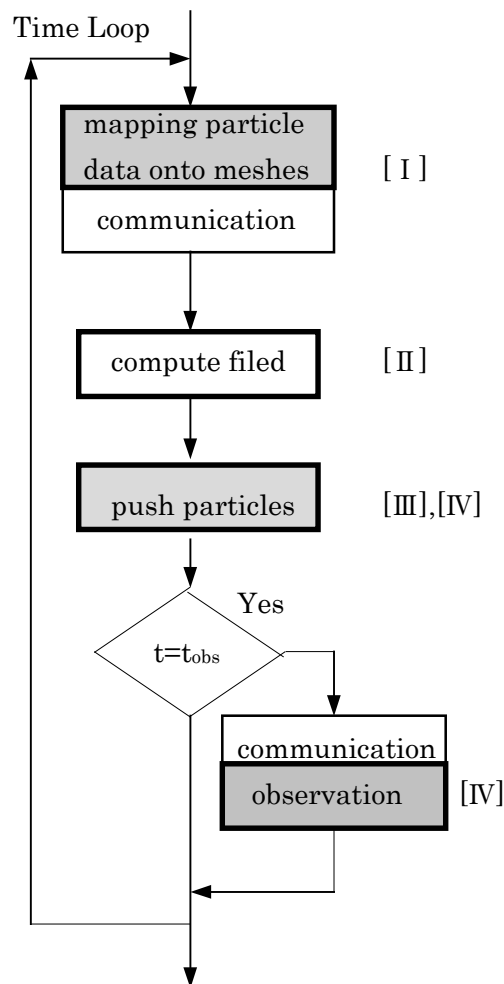 Time Loop
mapping particle
data onto meshes
[Ⅰ]
communication
compute filed
[Ⅱ]
push particles
[Ⅲ],[Ⅳ]
Yes
t=tobs
communication
observation
[Ⅳ]